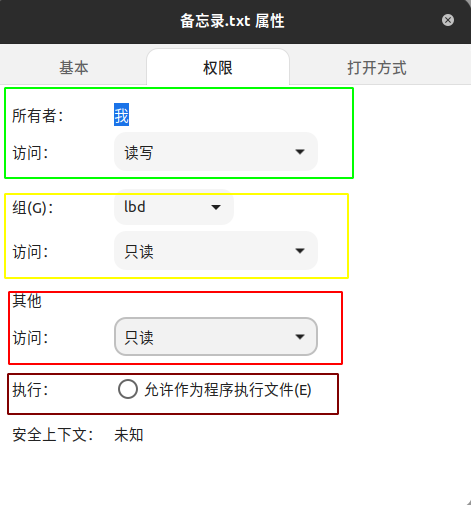 备忘录.txt 属性
基本 权限 打开方式
所有者： 我
访问： 读写
组(G)： lbd
访问： 只读
其他
访问： 只读
执行： 允许作为程序执行文件(E)
安全上下文： 未知